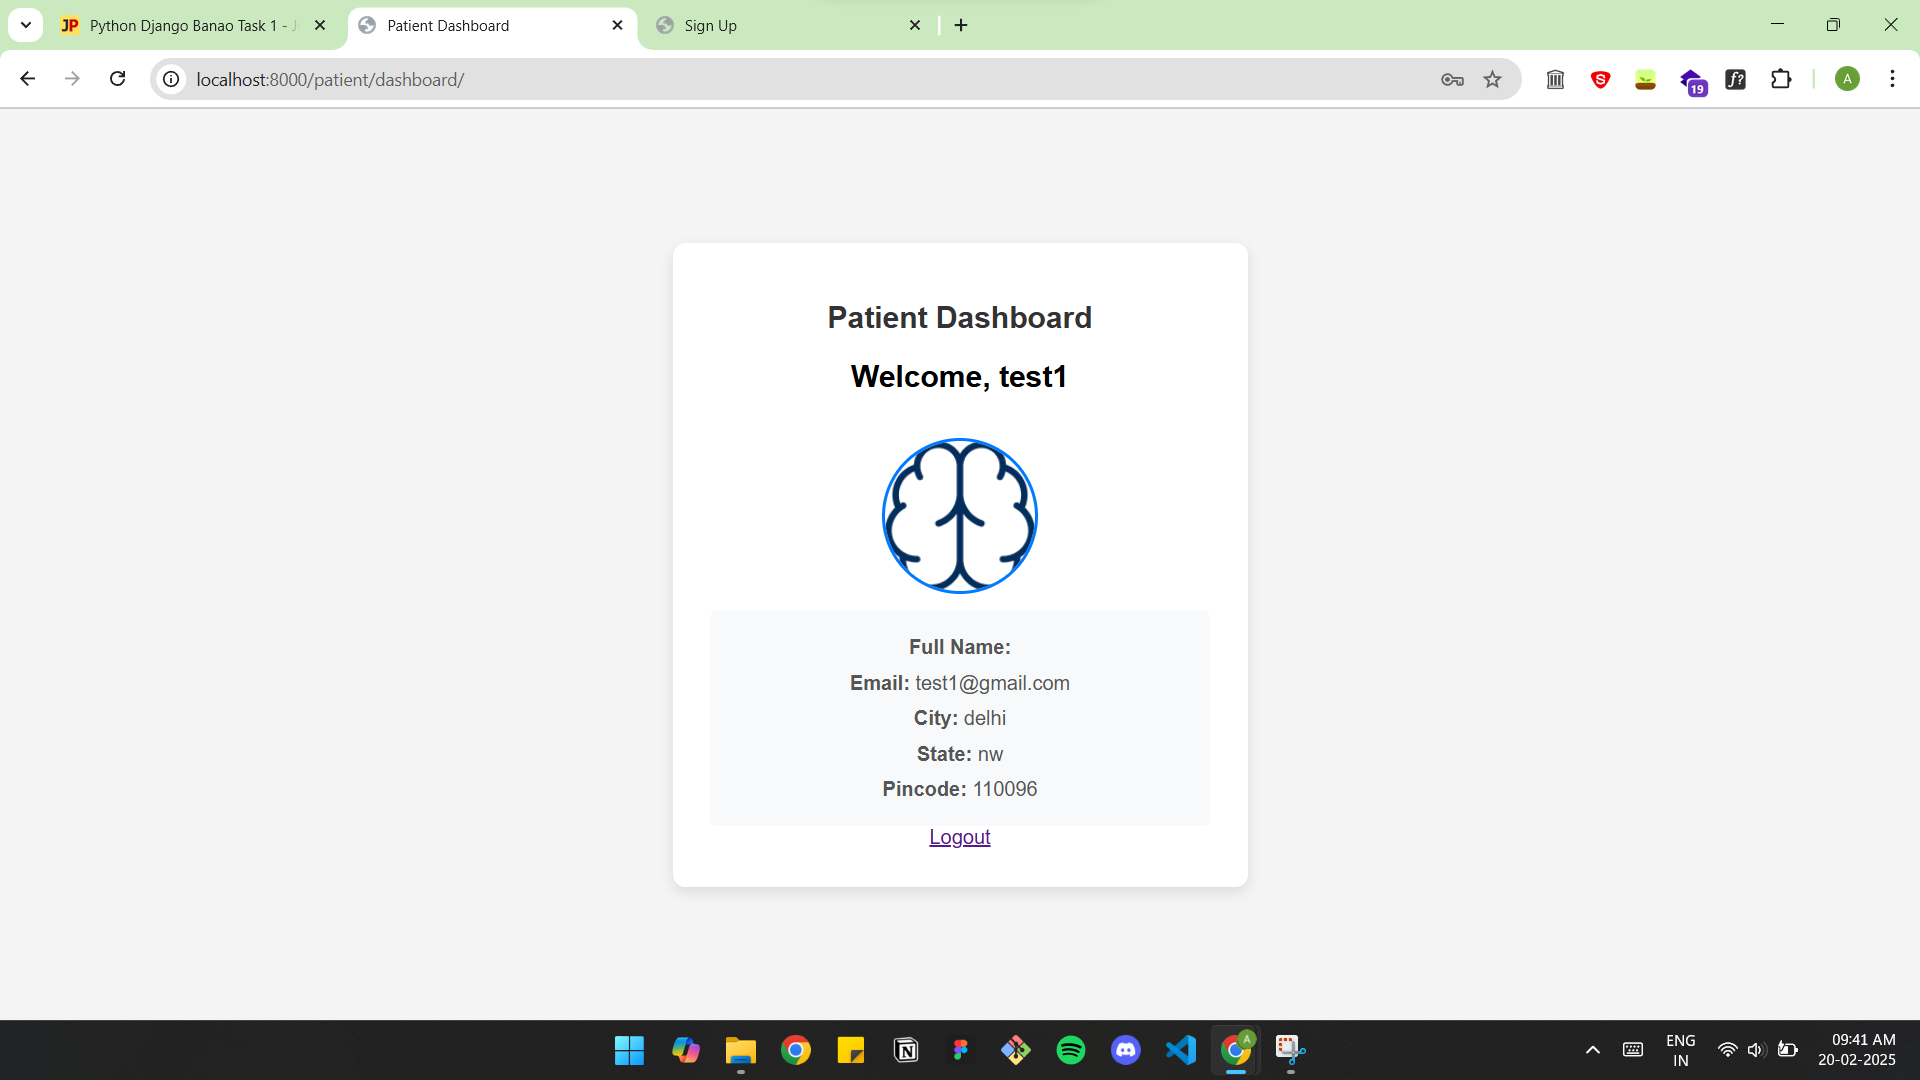 JP Python Django Banao Task 1 - J
Patient Dashboard
Sign Up
localhost:8000/patient/dashboard/
S
19
f?
A
Patient Dashboard
Welcome, test1
Full Name:
Email: test1@gmail.com
City: delhi
State: nw
Pincode: 110096
Logout
N
A
ENG
IN
09:41 AM
20-02-2025